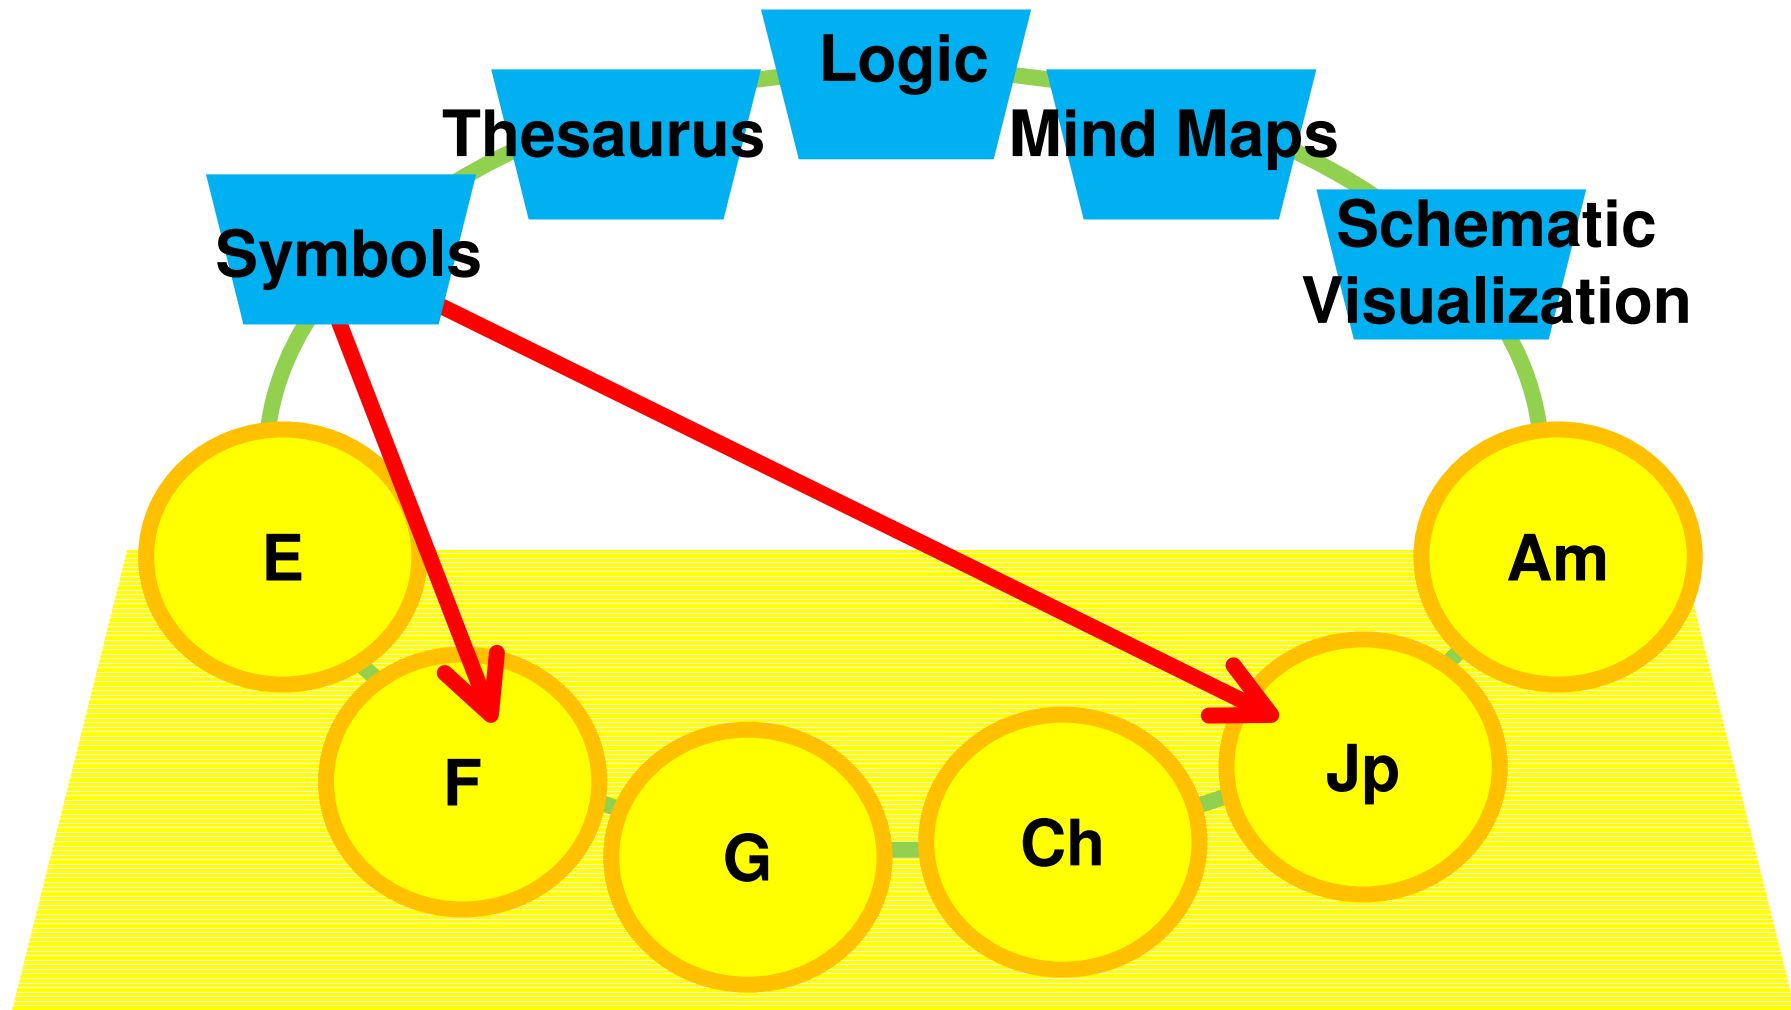 Logic
Thesaurus
Mind Maps
Symbols
Schematic
Visualization
E
Am
F
Jp
G
Ch